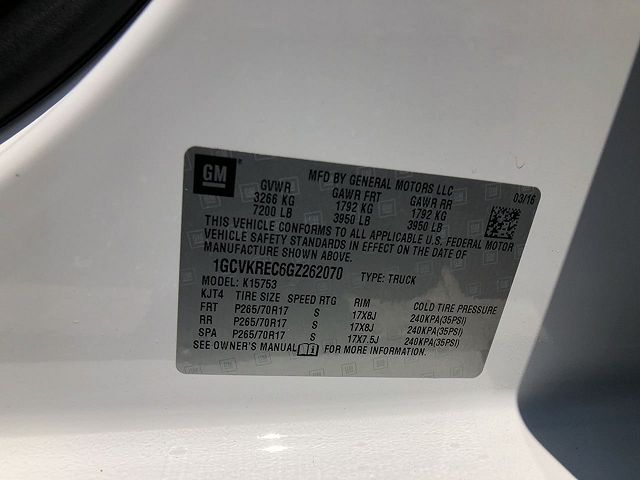 GM
MFD BY GENERAL MOTORS LLC
03/16
GVWR GAWR FRT GAWR RR
3266 KG 1792 KG 1792 KG
7200 LB 3950 LB 3950 LB
THIS VEHICLE CONFORMS TO ALL APPLICABLE U.S. FEDERAL MOTOR
VEHICLE SAFETY STANDARDS IN EFFECT ON THE DATE OF
MANUFACTURE SHOWN ABOVE.
1GCVKREC6GZ262070 TYPE: TRUCK
MODEL: K15753
KJT4 TIRE SIZE SPEED RTG RIM COLD TIRE PRESSURE
FRT P265/70R17 S 17X8J 240KPA(35PSI)
RR P265/70R17 S 17X8J 240KPA(35PSI)
SPA P265/70R17 S 17X7.5J 240KPA(35PSI)
SEE OWNER'S MANUAL FOR MORE INFORMATION.